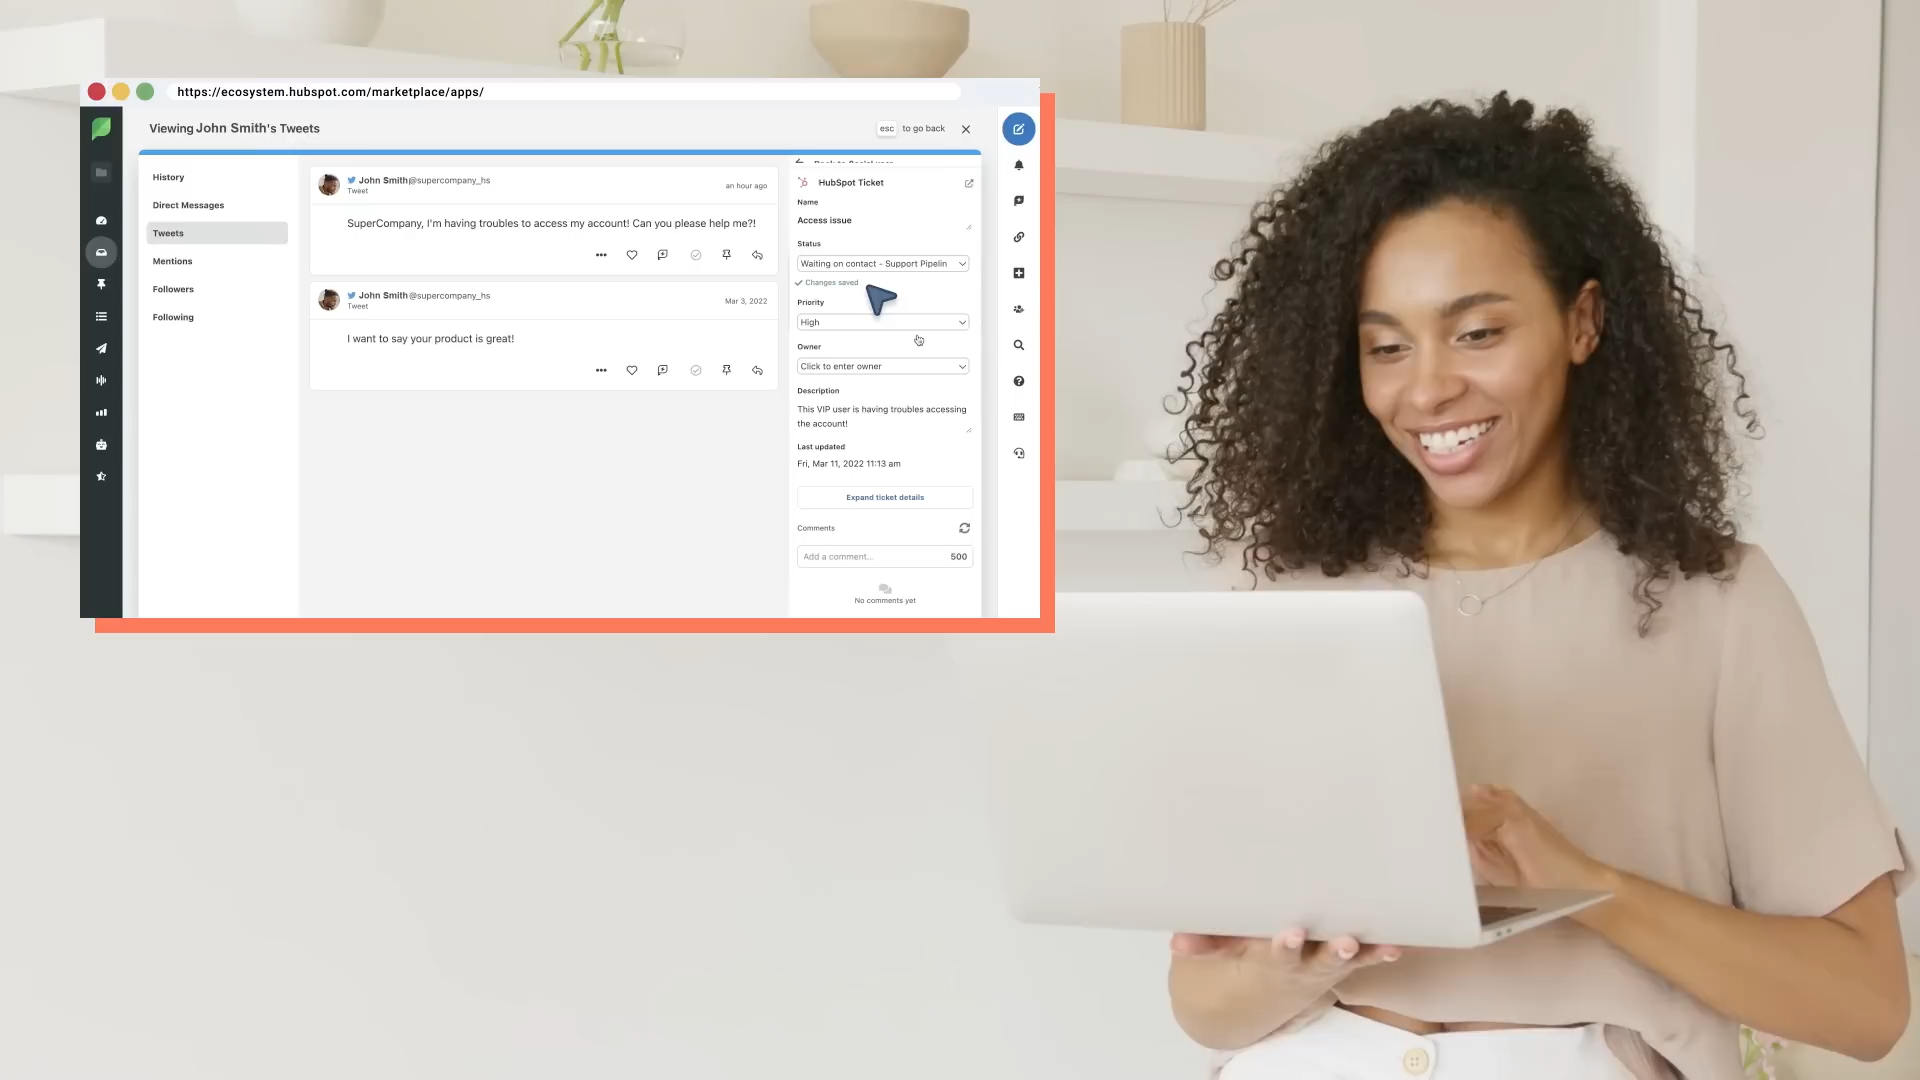 https://ecosystem.hubspot.com/marketplace/apps/
Viewing John Smith's Tweets
esc to go back
History
Direct Messages
Tweets
Mentions
Followers
Following
John Smith@supercompany_hs
Tweet
an hour ago
SuperCompany, I'm having troubles to access my account! Can you please help me?!
John Smith@supercompany_hs
Tweet
Mar 3, 2022
I want to say your product is great!
HubSpot Ticket
Name
Access issue
Status
Waiting on contact - Support Pipelin
Changes saved
Priority
High
Owner
Click to enter owner
Description
This VIP user is having troubles accessing
the account!
Last updated
Fri, Mar 11, 2022 11:13 am
Expand ticket details
Comments
Add a comment...
500
No comments yet